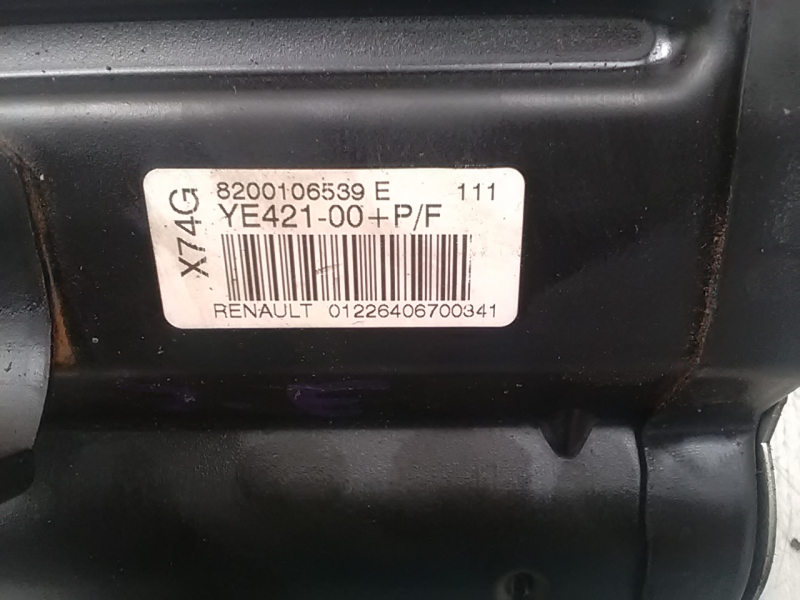 X74G
8200106539 E 111
YE421-00+P/F
RENAULT 01226406700341